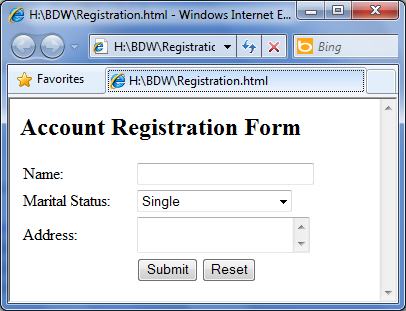 H:\BDW\Registration.html - Windows Internet E...
H:\BDW\Registratic
Bing
Favorites
H:\BDW\Registration.html
Account Registration Form
Name:
Marital Status:
Single
Address:
Submit
Reset